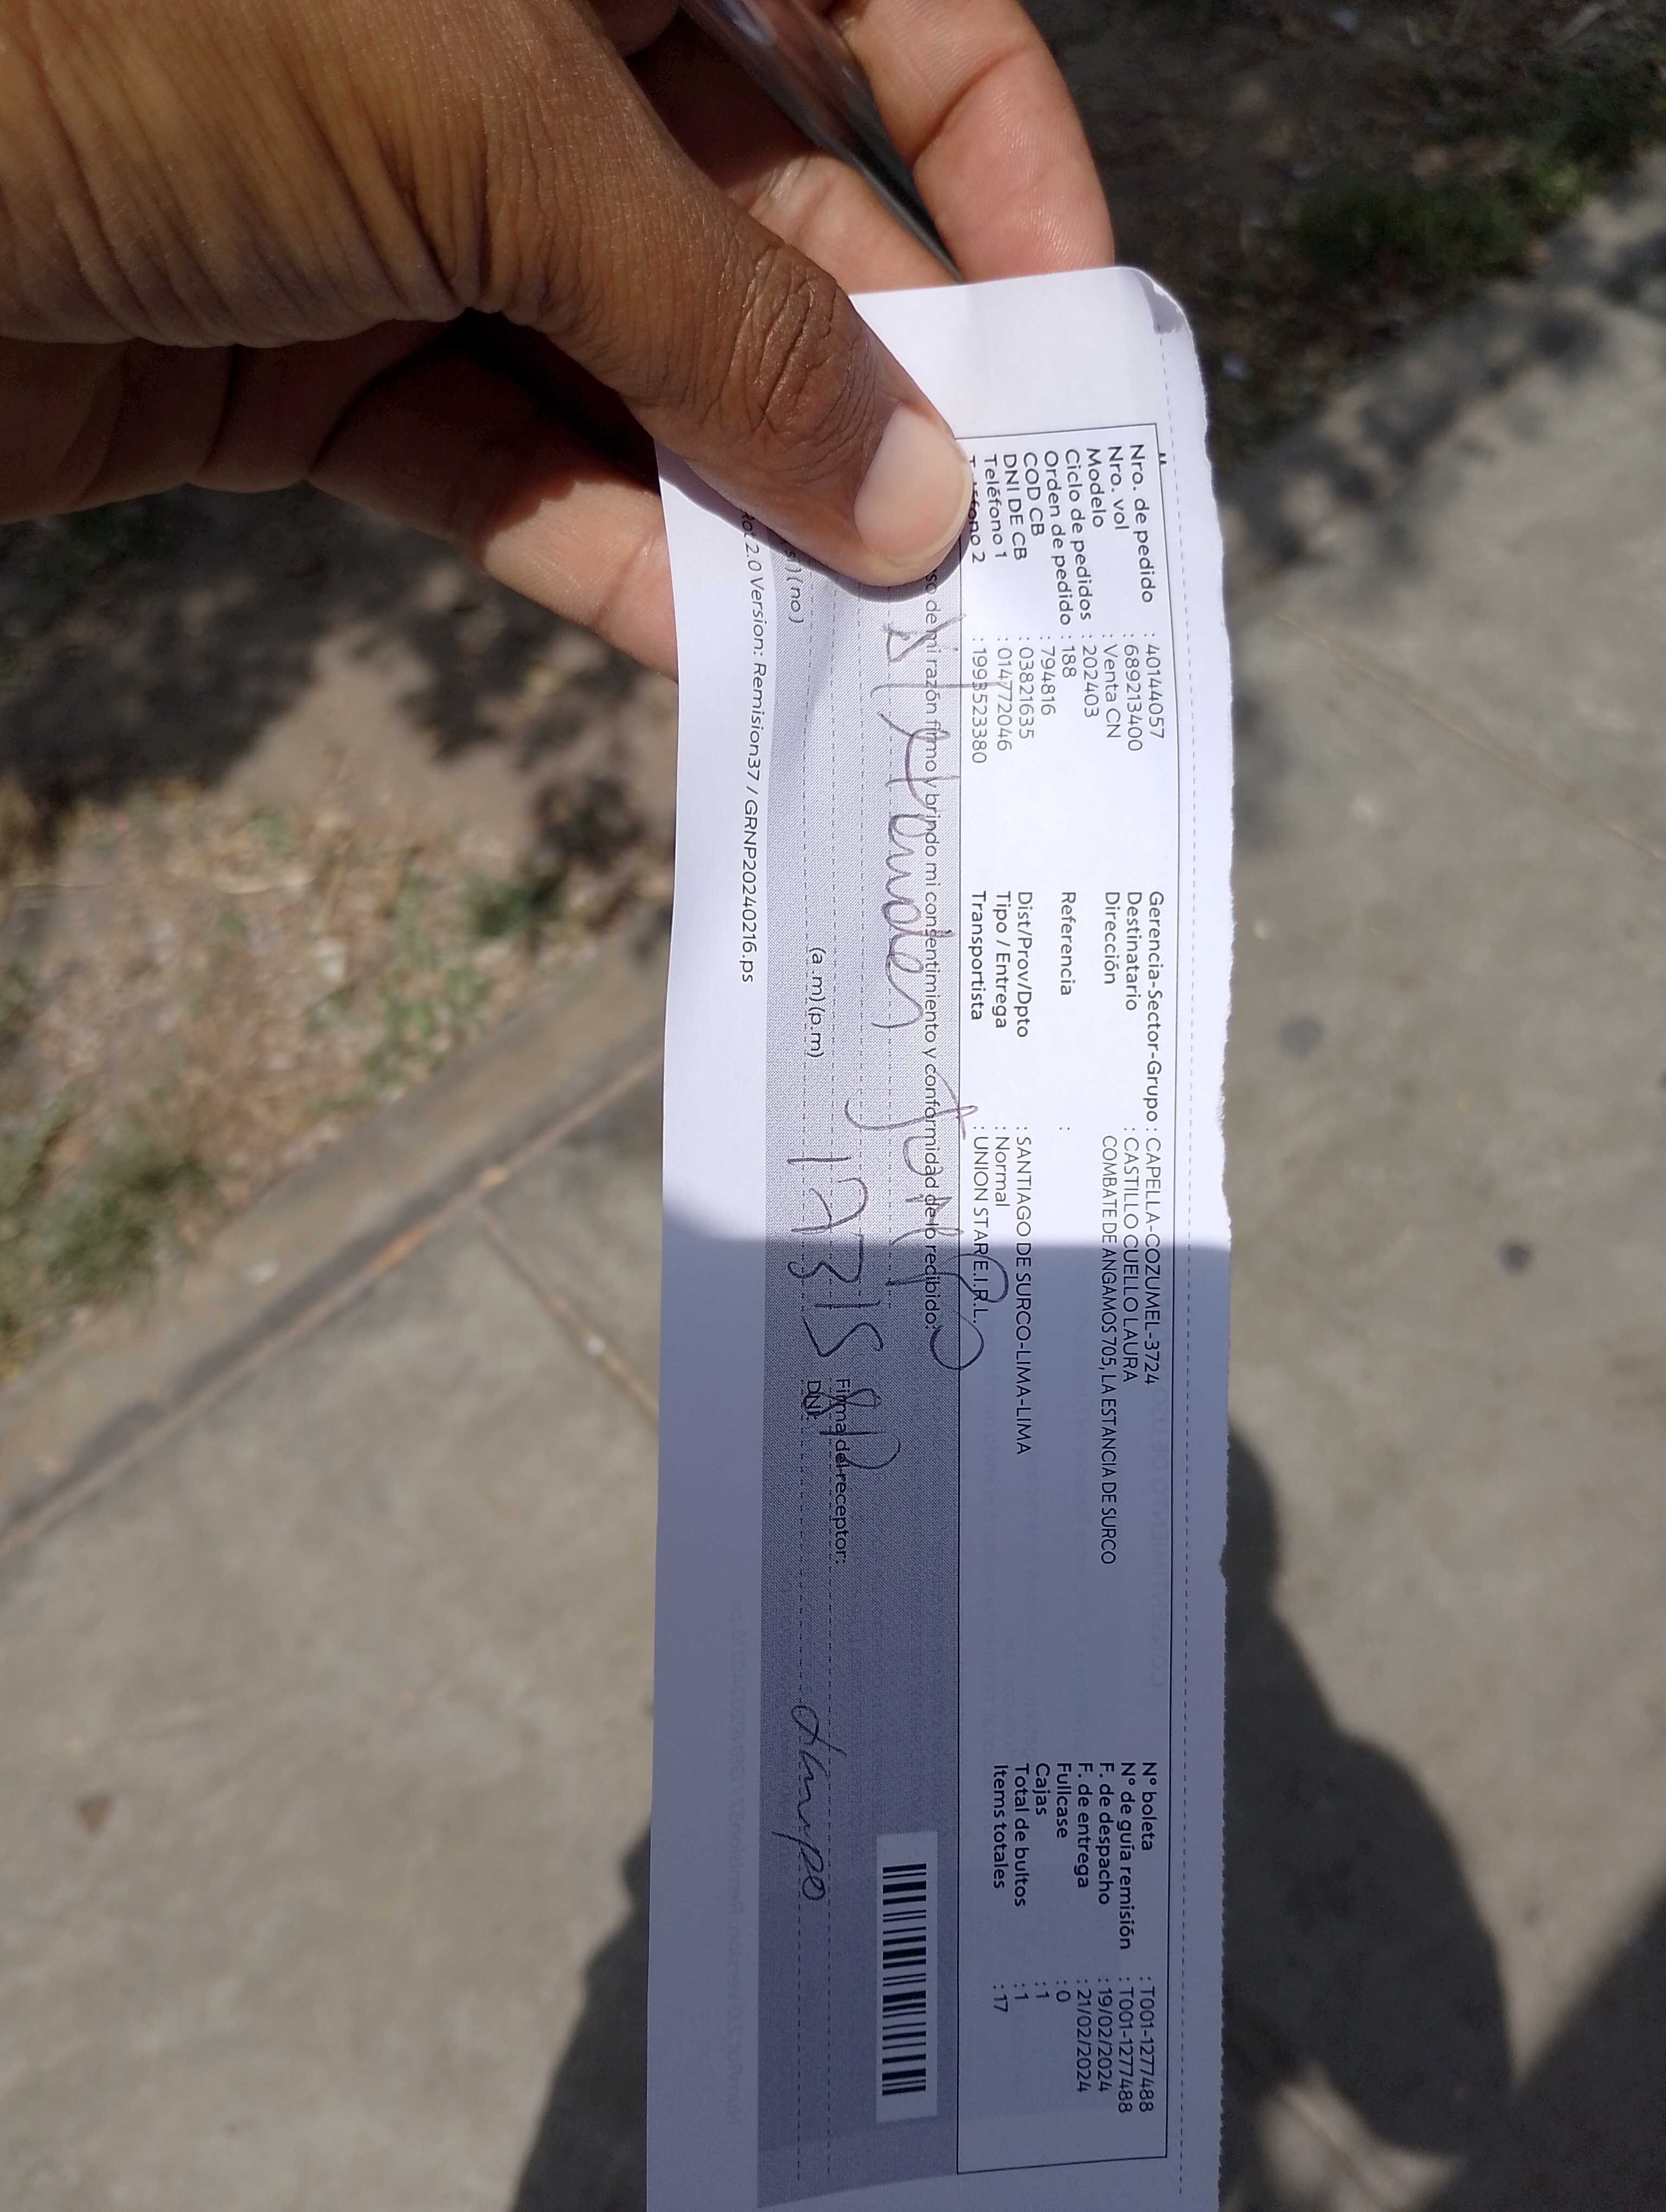 Nro. de pedido : 40144057
Nro. vol : 689213400
Modelo : Venta CN
Ciclo de pedidos : 202403
Orden de pedido : 188
COD CB : 794816
DNI DE CB : 03821635
Teléfono 1 : 014772046
2
Gerencia-Sector-Grupo : CAPELLA-COZUMEL-3724
Destinatario : CASTILLO CUELLO LAURA
Dirección COMBATE DE ANGAMOS 705, LA ESTANCIA DE SURCO
Referencia :
Dist/Prov/Dpto : SANTIAGO DE SURCO-LIMA-LIMA
Tipo / Entrega : Normal
Transportista : UNION STAR E.I.R.L.
N° boleta : T001-1277488
N° de guía remisión : T001-1277488
F. de despacho : 19/02/2024
F. de entrega : 21/02/2024
Fullcase : 0
Cajas : 1
Total de bultos : 1
Items totales : 17
de mi razón firmo y brindo mi consentimiento y conformidad de lo recibido:
Firma del receptor:
(no) (a.m) (p.m) DNI:
2.0 Version: Remision37 / GRNP20240216.ps